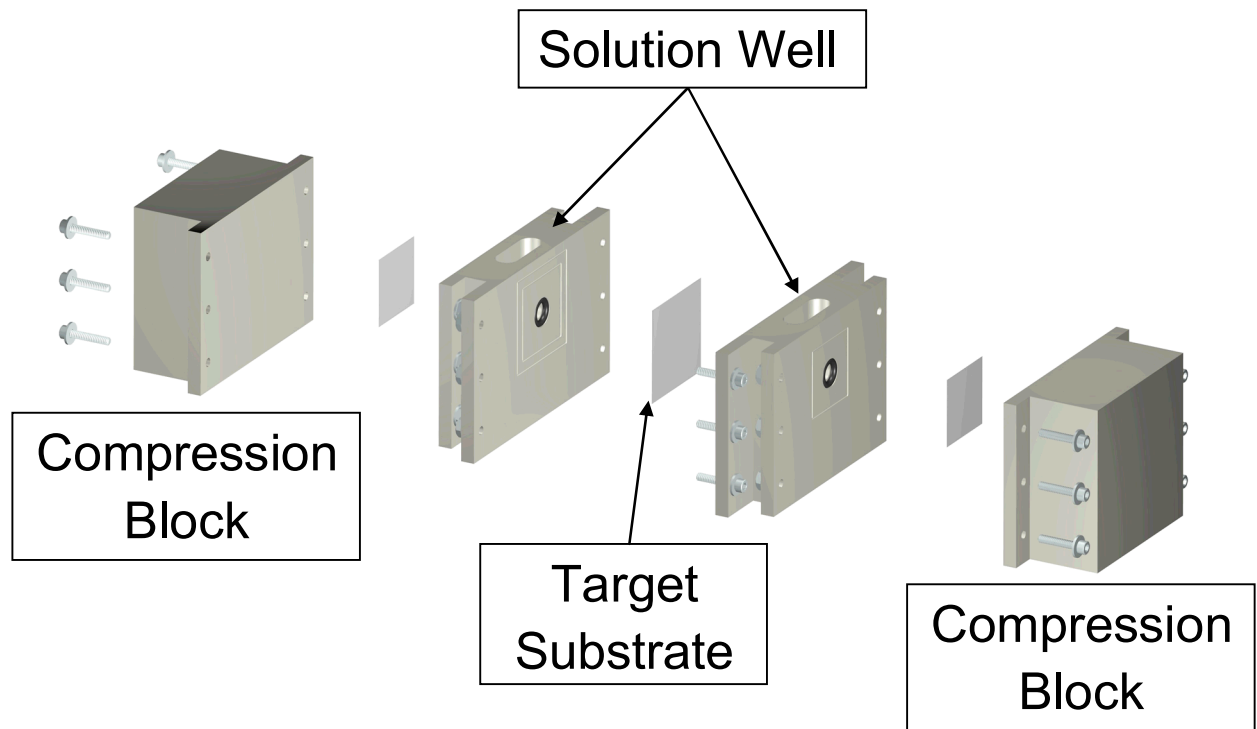 Solution Well
Compression
Block
Target
Substrate
Compression
Block